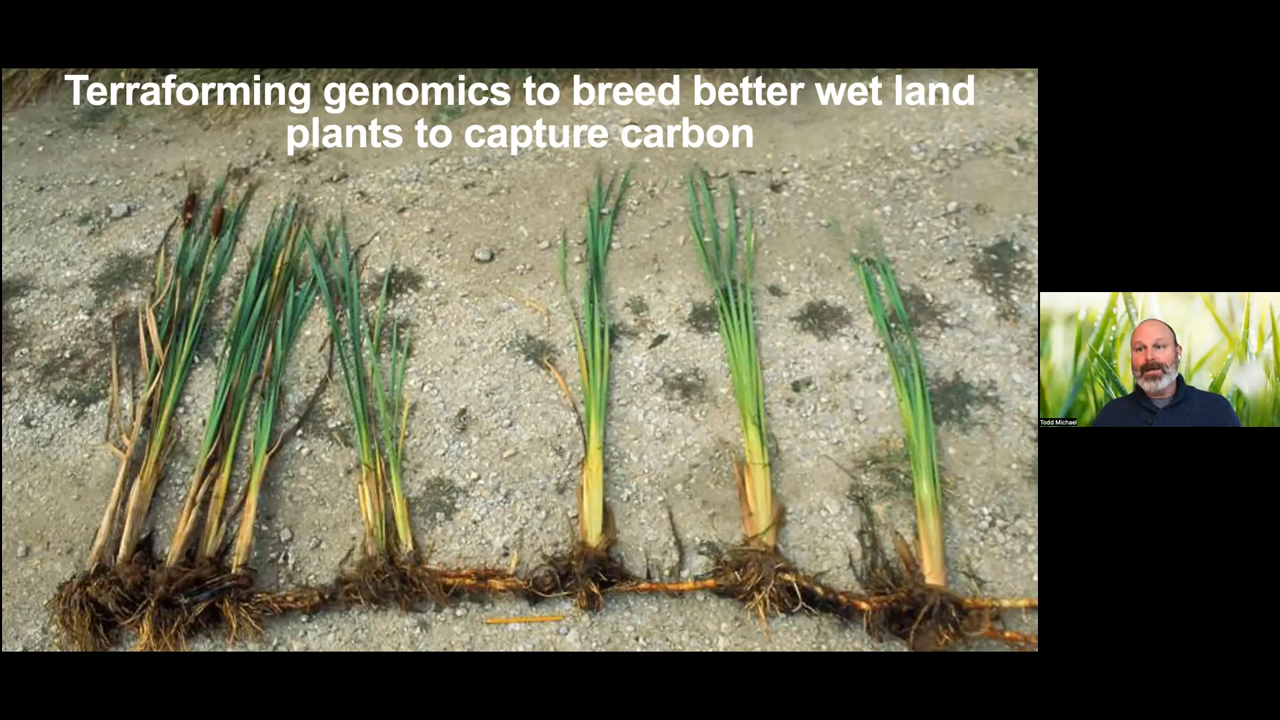 Terraforming genomics to breed better wet land
plants to capture carbon
Todd Michael